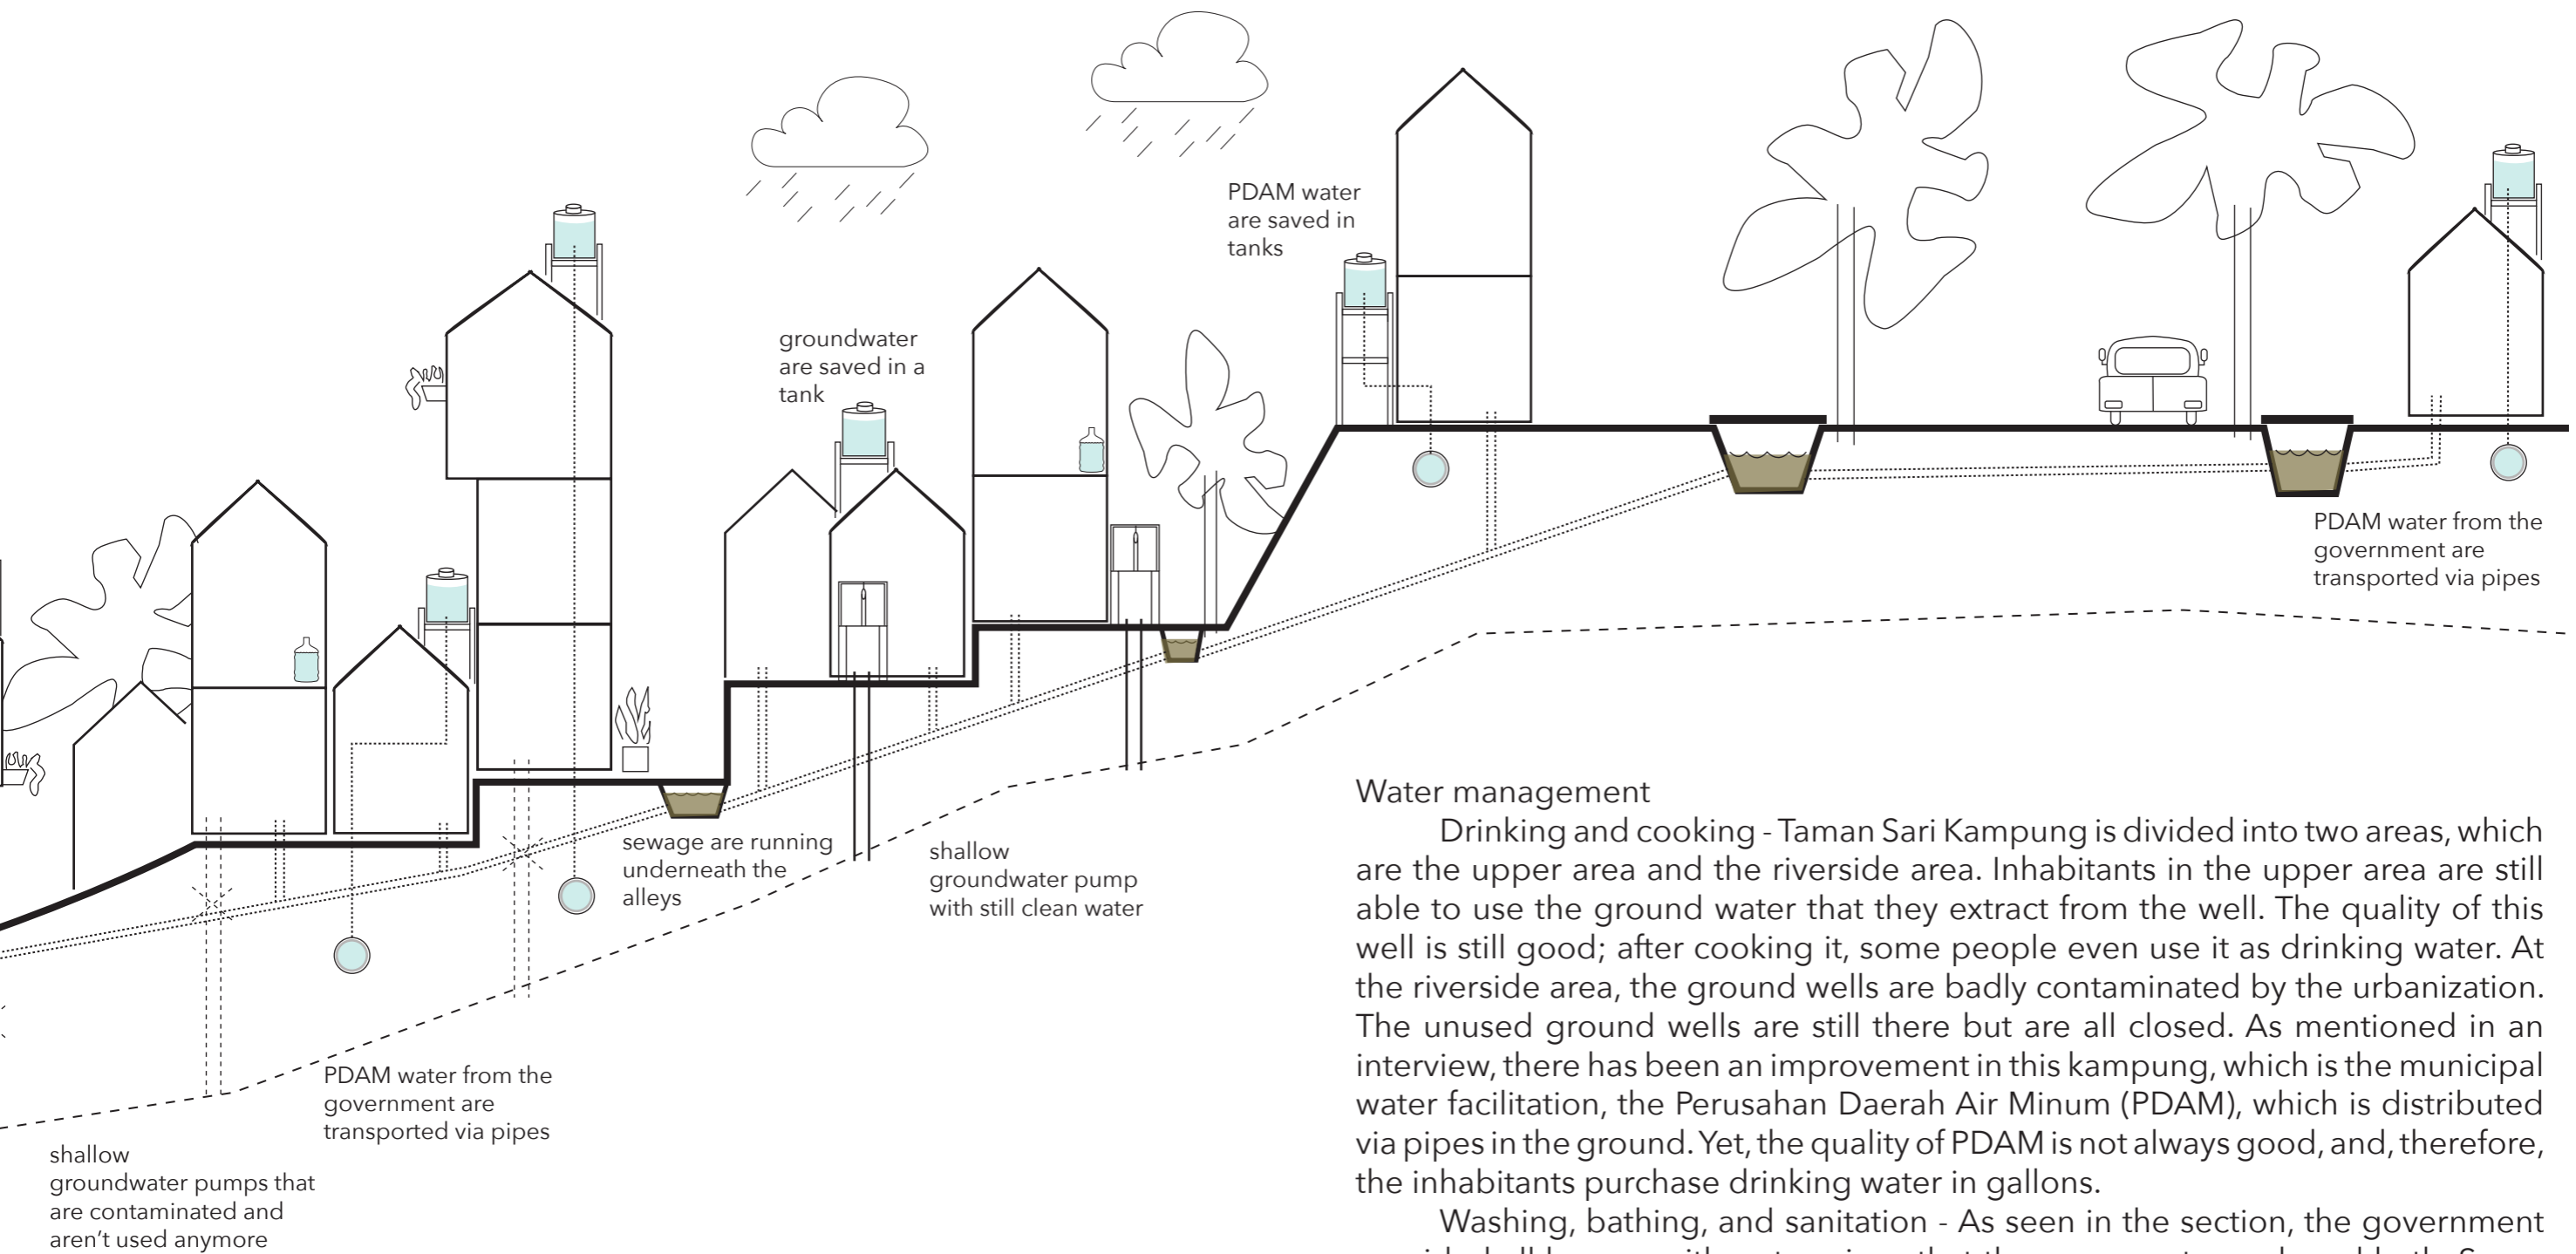 PDAM water
are saved in
tanks
groundwater
are saved in a
tank
PDAM water from the
government are
transported via pipes
sewage are running
underneath the
alleys
shallow
groundwater pump
with still clean water
PDAM water from the
government are
transported via pipes
shallow
groundwater pumps that
are contaminated and
aren't used anymore
Water management
Drinking and cooking - Taman Sari Kampung is divided into two areas, which
are the upper area and the riverside area. Inhabitants in the upper area are still
able to use the ground water that they extract from the well. The quality of this
well is still good; after cooking it, some people even use it as drinking water. At
the riverside area, the ground wells are badly contaminated by the urbanization.
The unused ground wells are still there but are all closed. As mentioned in an
interview, there has been an improvement in this kampung, which is the municipal
water facilitation, the Perusahan Daerah Air Minum (PDAM), which is distributed
via pipes in the ground. Yet, the quality of PDAM is not always good, and, therefore,
the inhabitants purchase drinking water in gallons.
Washing, bathing, and sanitation - As seen in the section, the government